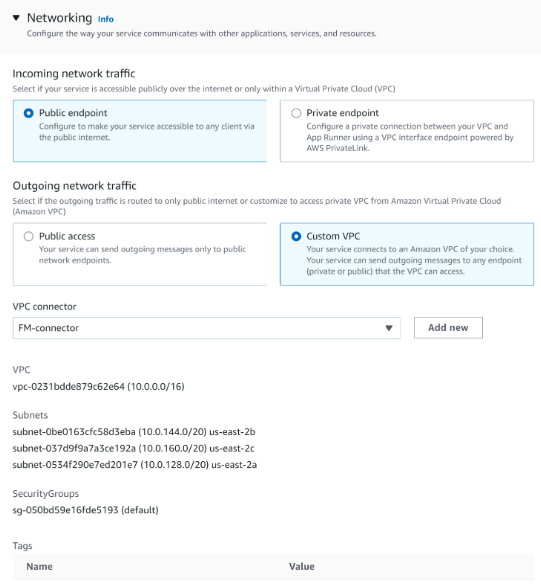 Networking Info
Configure the way your service communicates with other applications, services, and resources.
Incoming network traffic
Select if your service is accessible publicly over the internet or only within a Virtual Private Cloud (VPC)
Public endpoint
Configure to make your service accessible to any client via
the public internet.
Private endpoint
Configure a private connection between your VPC and
App Runner using a VPC interface endpoint powered by
AWS PrivateLink.
Outgoing network traffic
Select if the outgoing traffic is routed to only public internet or customize to access private VPC from Amazon Virtual Private Cloud
(Amazon VPC)
Public access
Your service can send outgoing messages only to public
network endpoints.
Custom VPC
Your service connects to an Amazon VPC of your choice.
Your service can send outgoing messages to any endpoint
(private or public) that the VPC can access.
VPC connector
FM-connector
Add new
VPC
vpc-0231bdde879c62e64 (10.0.0.0/16)
Subnets
subnet-0be0163cfc58d3eba (10.0.144.0/20) us-east-2b
subnet-037d9f9a7a3ce192a (10.0.160.0/20) us-east-2c
subnet-0534f290e7ed201e7 (10.0.128.0/20) us-east-2a
SecurityGroups
sg-050bd59e16fde5193 (default)
Tags
Name Value